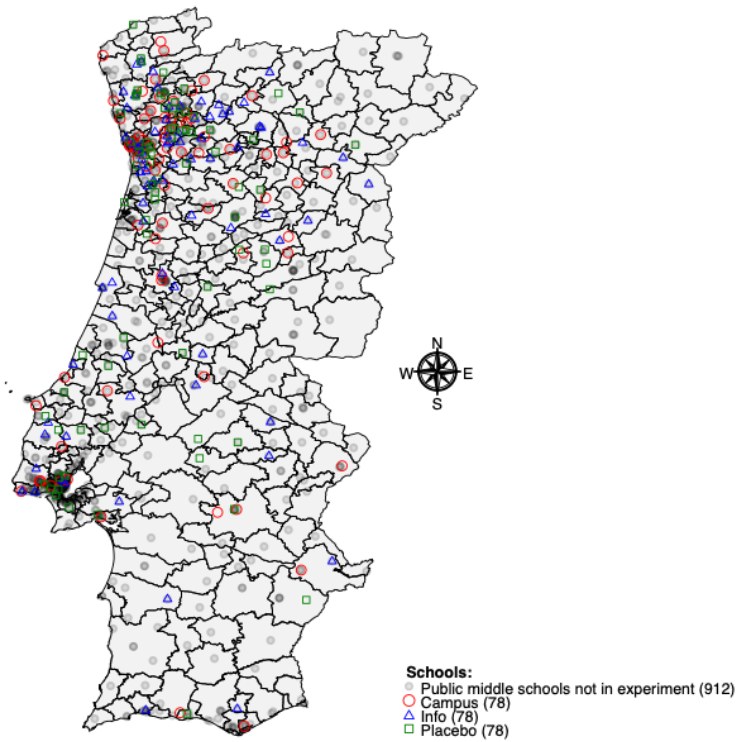 N
W E
S
Schools:
Public middle schools not in experiment (912)
Campus (78)
Info (78)
Placebo (78)